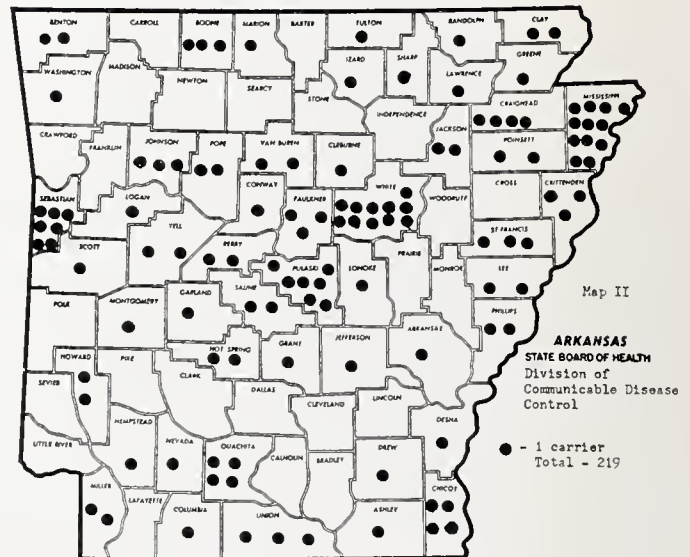 BENTON
CARROLL
BOONE
MARION
BAXTER
FULTON
RANDOLPH
CLAY
WASHINGTON
MADISON
NEWTON
SEARCY
STONE
IZARD
SHARP
LAWRENCE
GREENE
CRAIGHEAD
MISSISSIPPI
CRAWFORD
FRANKLIN
JOHNSON
POPE
VAN BUREN
CLEBURNE
INDEPENDENCE
JACKSON
POINSETT
SEBASTIAN
LOGAN
CONWAY
FAULKNER
WHITE
WOODRUFF
CROSS
CRITTENDEN
SCOTT
YELL
PERRY
PULASKI
LONOKE
PRAIRIE
MONROE
ST FRANCIS
LEE
PHILLIPS
POLK
MONTGOMERY
GARLAND
SALINE
HOT SPRING
GRANT
JEFFERSON
ARKANSAS
HOWARD
PIKE
CLARK
DALLAS
CLEVELAND
LINCOLN
DESHA
SEVIER
LITTLE RIVER
HEMPSTEAD
NEVADA
OUACHITA
CALHOUN
BRADLEY
DREW
CHICOT
MILLER
LAFAYETTE
COLUMBIA
UNION
ASHLEY
Map II
ARKANSAS
STATE BOARD OF HEALTH
Division of
Communicable Disease
Control
● - 1 carrier
Total - 219